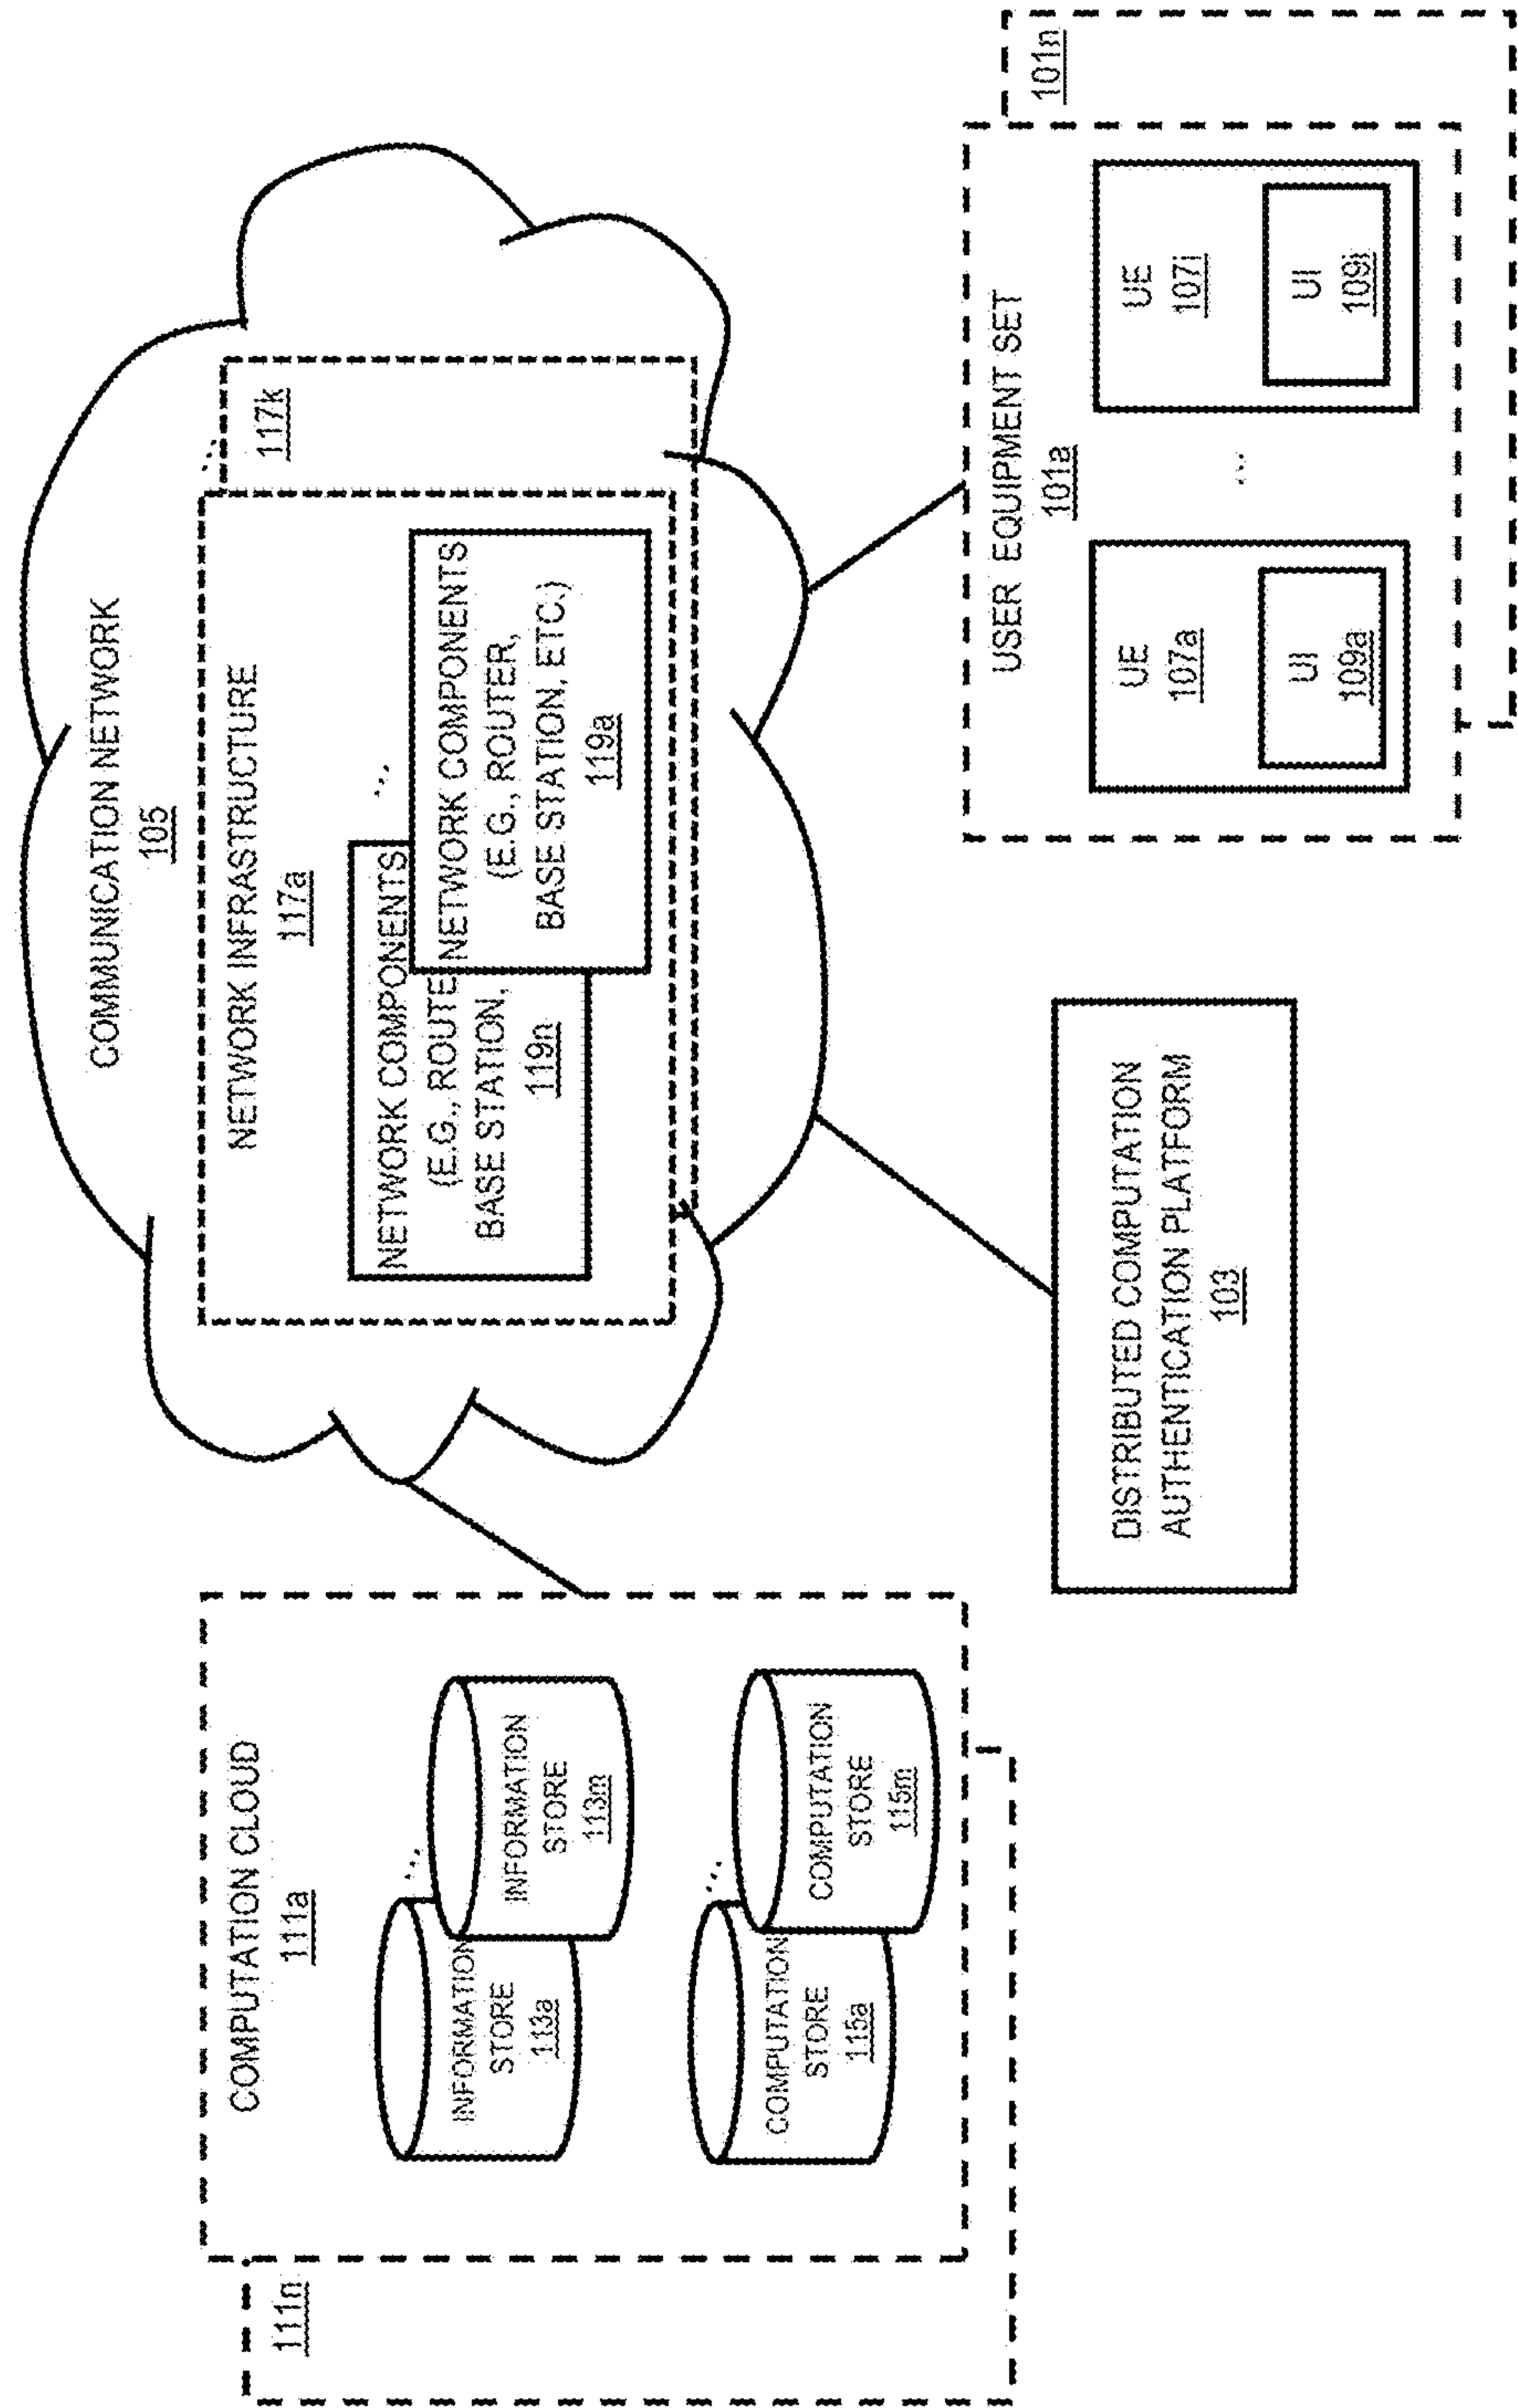 COMMUNICATION NETWORK
105
NETWORK INFRASTRUCTURE
117a
117k
NETWORK COMPONENTS
(E.G., ROUTE
BASE STATION,
119n
...
NETWORK COMPONENTS
(E.G., ROUTER,
BASE STATION, ETC.)
119a
...
COMPUTATION CLOUD
111a
111n
INFORMATION
STORE
113a
...
INFORMATION
STORE
113m
COMPUTATION
STORE
115a
...
COMPUTATION
STORE
115m
DISTRIBUTED COMPUTATION
AUTHENTICATION PLATFORM
103
USER EQUIPMENT SET
101a
101n
UE
107a
UI
109a
...
UE
107i
UI
109i